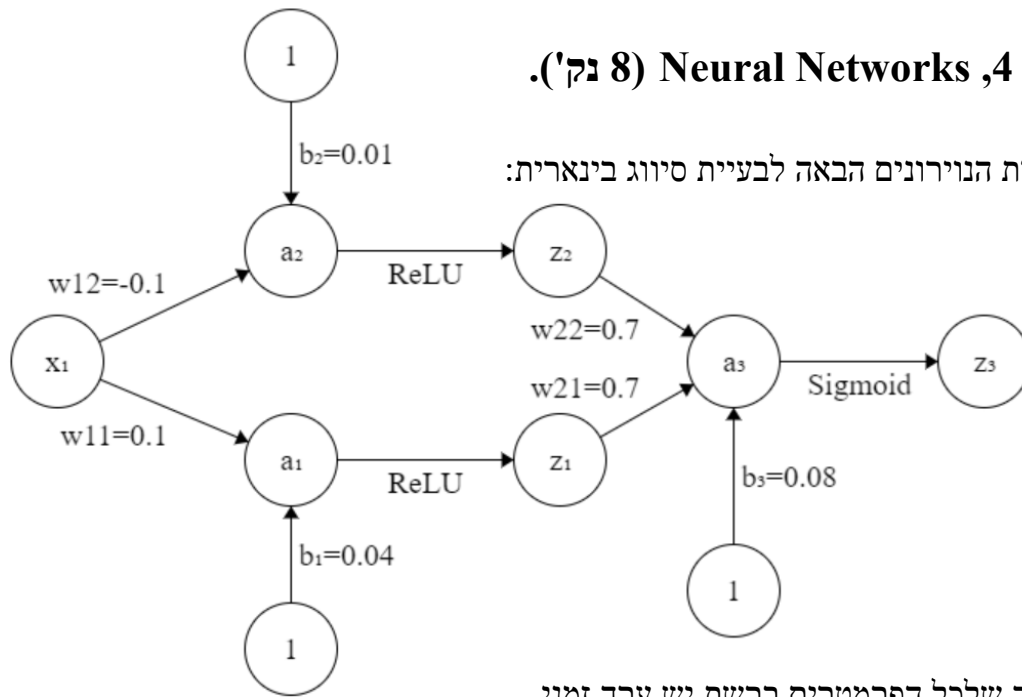 1
4, Neural Networks (8 נק').
b₂=0.01
הנוירונים הבאה לבעיית סיווג בינארית:
a₂
ReLU
z₂
w12=-0.1
w22=0.7
x₁
a₃
Sigmoid
z₃
w21=0.7
w11=0.1
a₁
ReLU
z₁
b₃=0.08
b₁=0.04
1
1